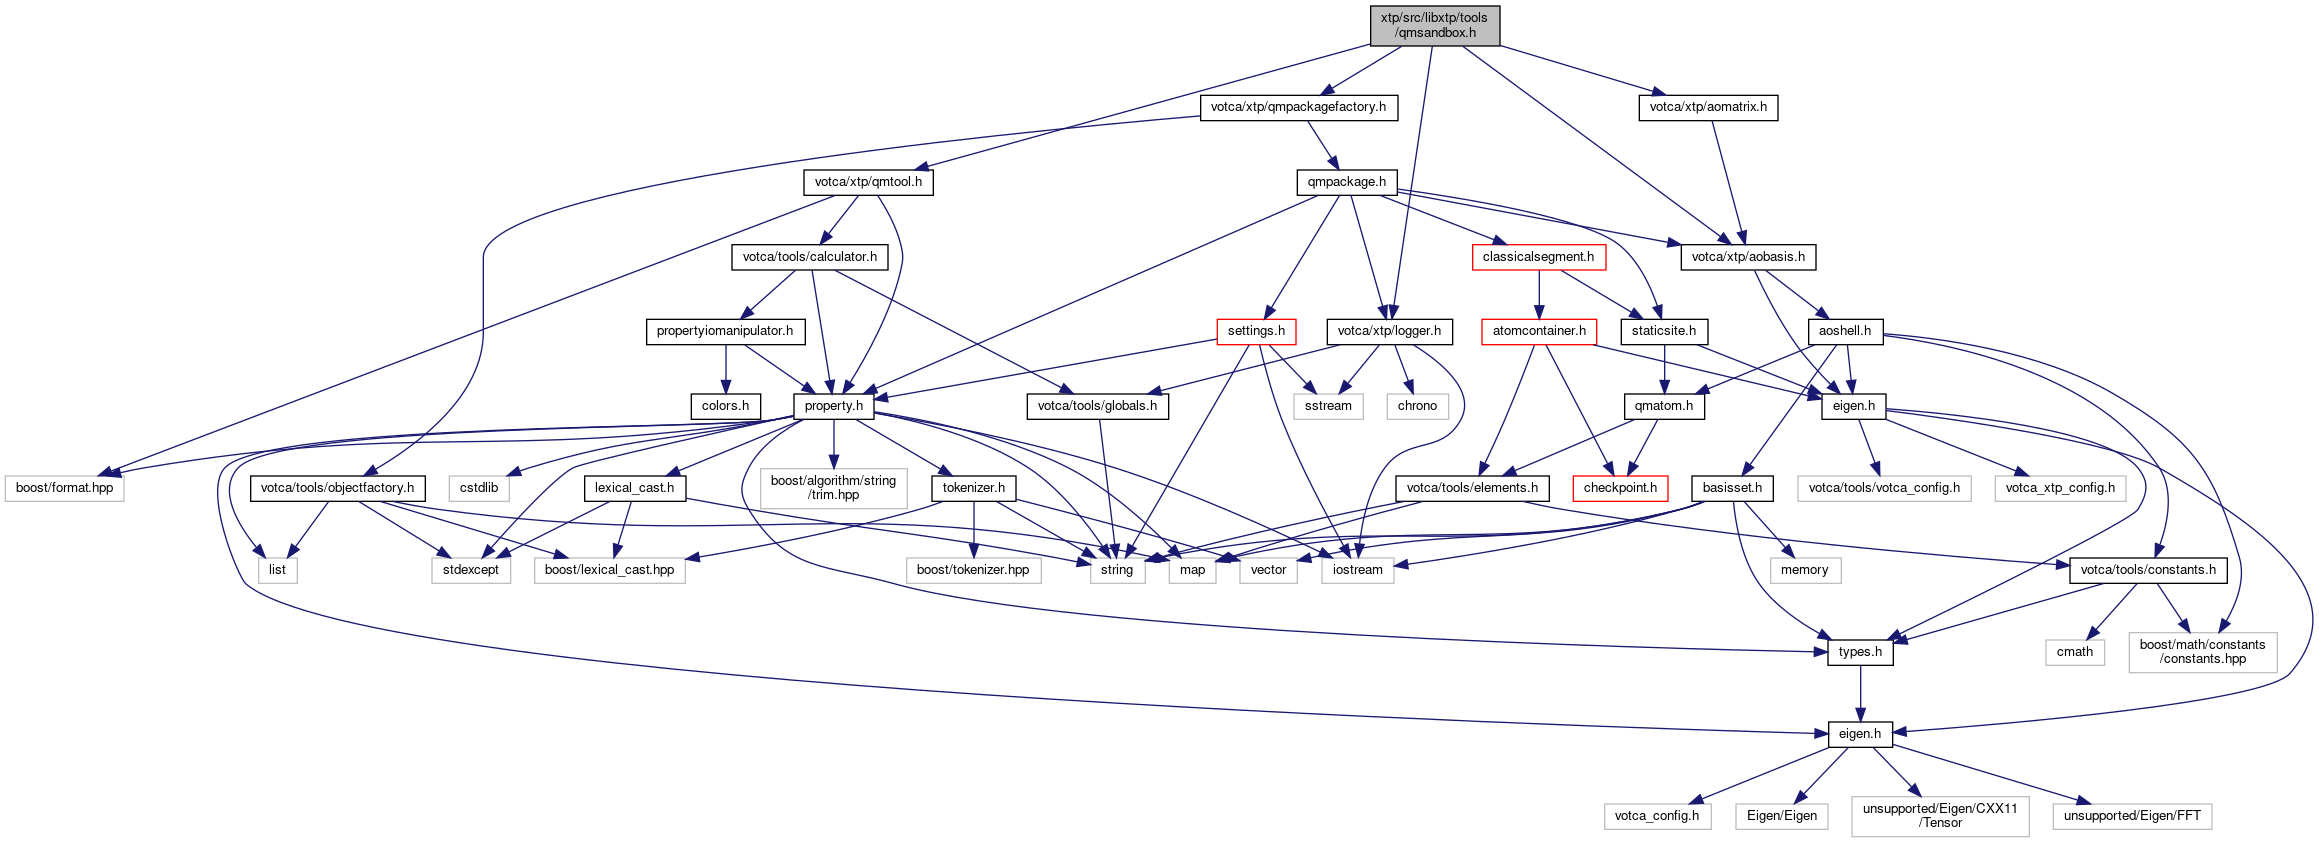 xtp/src/libxtp/tools
/qmsandbox.h
votca/xtp/qmpackagefactory.h
votca/xtp/aomatrix.h
votca/xtp/qmtool.h
qmpackage.h
votca/tools/calculator.h
classicalsegment.h
votca/xtp/aobasis.h
propertyiomanipulator.h
settings.h
votca/xtp/logger.h
atomcontainer.h
staticsite.h
aoshell.h
colors.h
property.h
votca/tools/globals.h
sstream
chrono
qmatom.h
eigen.h
boost/format.hpp
votca/tools/objectfactory.h
cstdlib
lexical_cast.h
boost/algorithm/string
/trim.hpp
tokenizer.h
votca/tools/elements.h
checkpoint.h
basisset.h
votca/tools/votca_config.h
votca_xtp_config.h
list
stdexcept
boost/lexical_cast.hpp
boost/tokenizer.hpp
string
map
vector
iostream
memory
votca/tools/constants.h
types.h
cmath
boost/math/constants
/constants.hpp
eigen.h
votca_config.h
Eigen/Eigen
unsupported/Eigen/CXX11
/Tensor
unsupported/Eigen/FFT